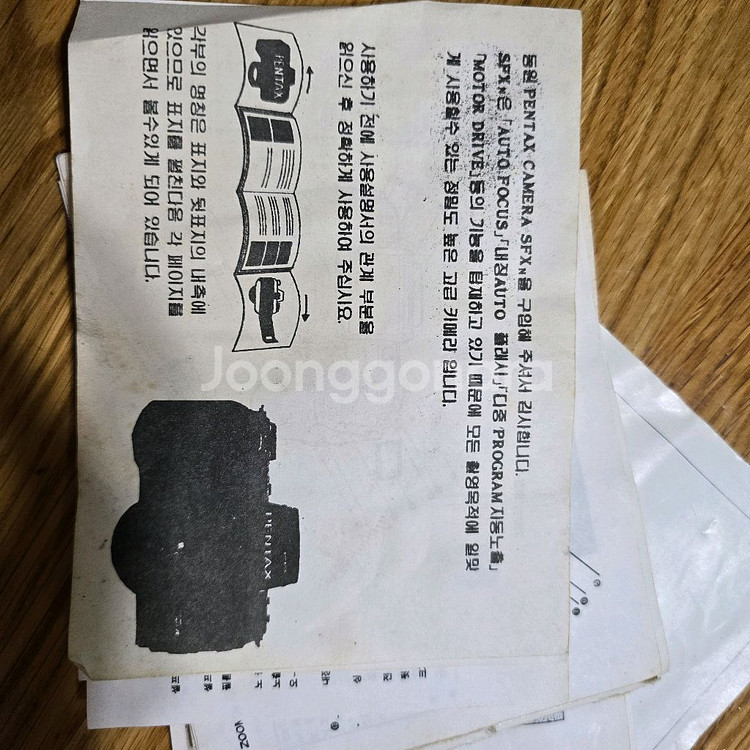 동원 PENTAX CAMERA SFXN을 구입해 주셔서 감사합니다.
SFXN은 「AUTO FOCUS」「내장AUTO 플래시」「다중 PROGRAM 자동노출」
「MOTOR DRIVE」등의 기능을 탑재하고 있기 때문에 모든 촬영목적에 알맞
게 사용할수 있는 정밀도 높은 고급 카메라 입니다.
사용하기 전에 사용설명서의 관계 부분을
읽으신 후 정확하게 사용하여 주십시요.
PENTAX
각부의 명칭은 표지와 뒷표지의 내측에
있으므로 표지를 펼친다음 각 페이지를
읽으면서 볼수있게 되어 있습니다.
PENTAX
ZOOM
Joonggonara